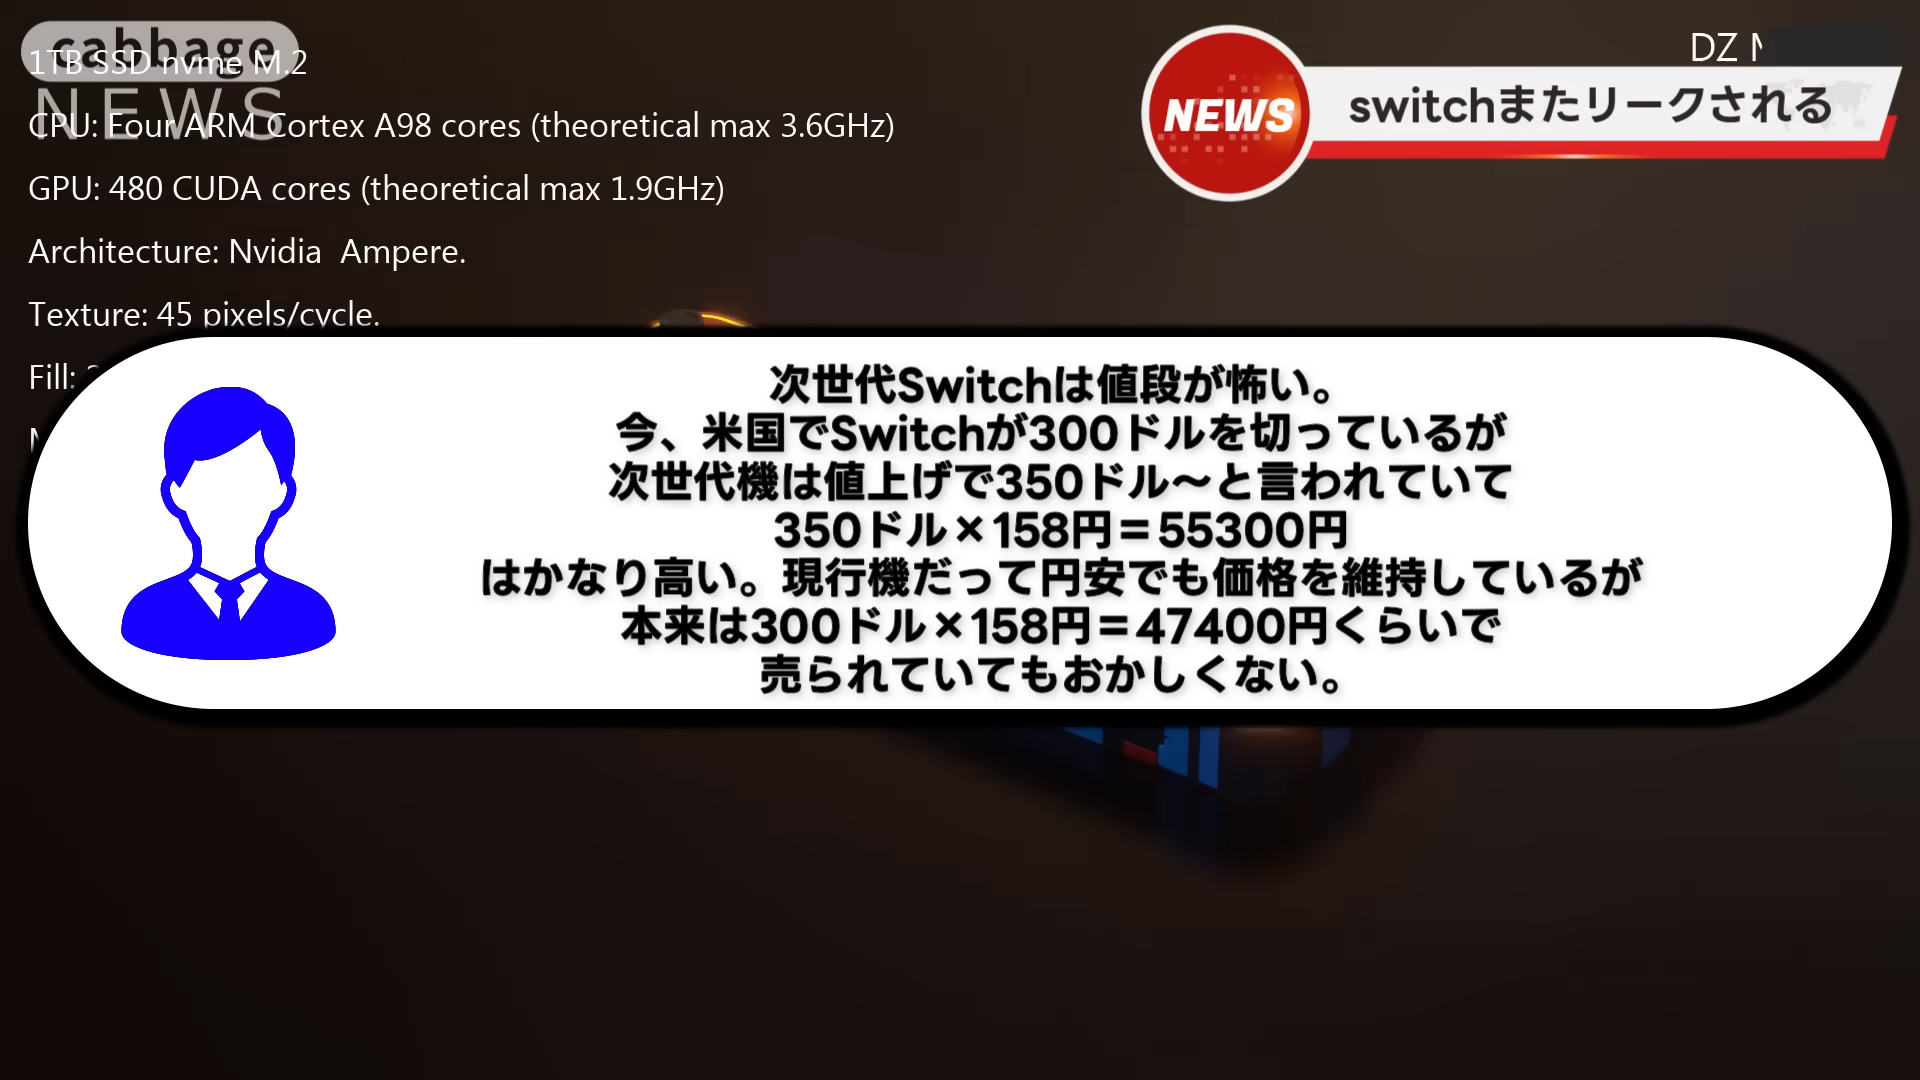 cabbage
NEWS
1TB SSD nvme M.2
CPU: Four ARM Cortex A98 cores (theoretical max 3.6GHz)
GPU: 480 CUDA cores (theoretical max 1.9GHz)
Architecture: Nvidia Ampere.
Texture: 45 pixels/cycle.
Fill:
DZ
NEWS
switchまたリークされる
次世代Switchは値段が怖い。
今、米国でSwitchが300ドルを切っているが
次世代機は値上げで350ドル～と言われていて
350ドル×158円＝55300円
はかなり高い。現行機だって円安でも価格を維持しているが
本来は300ドル×158円＝47400円くらいで
売られていてもおかしくない。